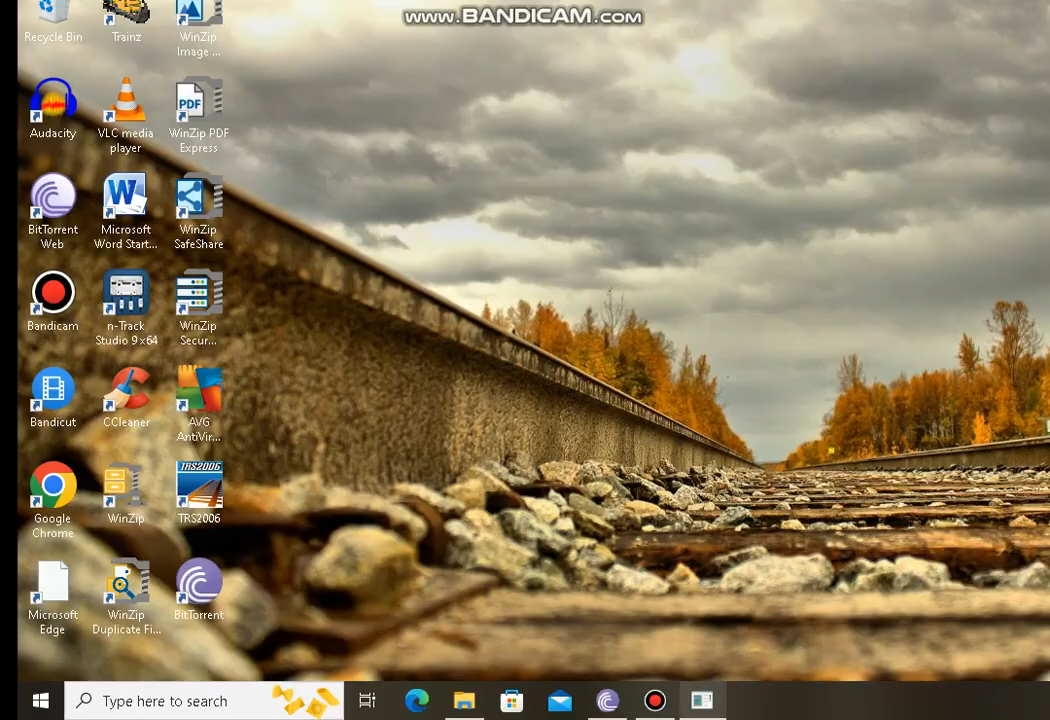 www.BANDICAM.com
Recycle Bin
Trainz
WinZip
Image ...
Audacity
VLC media
player
PDF
WinZip PDF
Express
BitTorrent
Web
W
Microsoft
Word Start...
WinZip
SafeShare
Bandicam
n-Track
Studio 9 x64
WinZip
Secur...
Bandicut
CCleaner
AVG
AntiVir...
Google
Chrome
WinZip
TRS2006
TRS2006
Microsoft
Edge
WinZip
Duplicate Fi...
BitTorrent
Type here to search